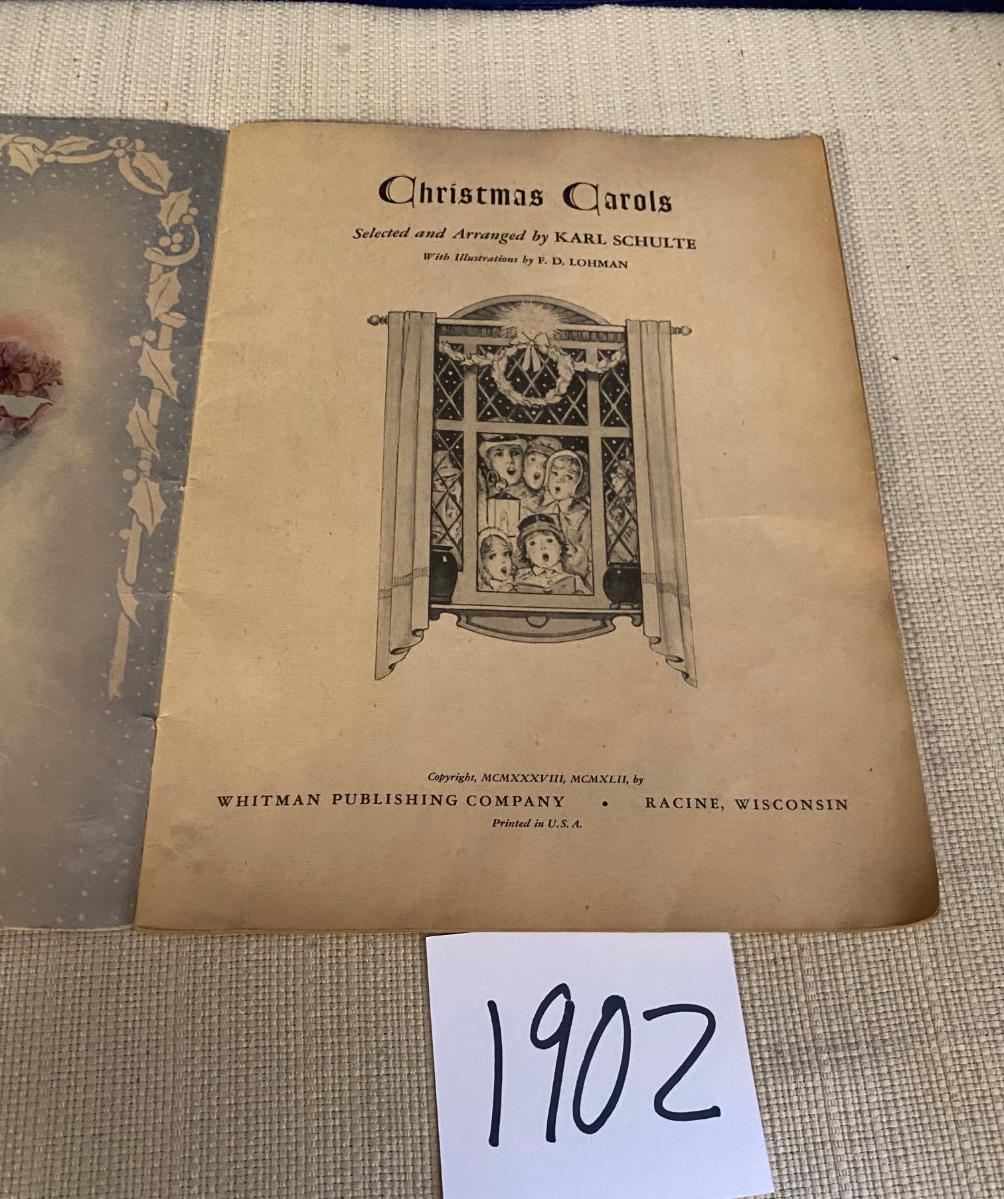 Christmas Carols
Selected and Arranged by KARL SCHULTE
With Illustrations by F. D. LOHMAN
Copyright, MCMXXXVIII, MCMXLII, by
WHITMAN PUBLISHING COMPANY • RACINE, WISCONSIN
Printed in U. S. A.
1902